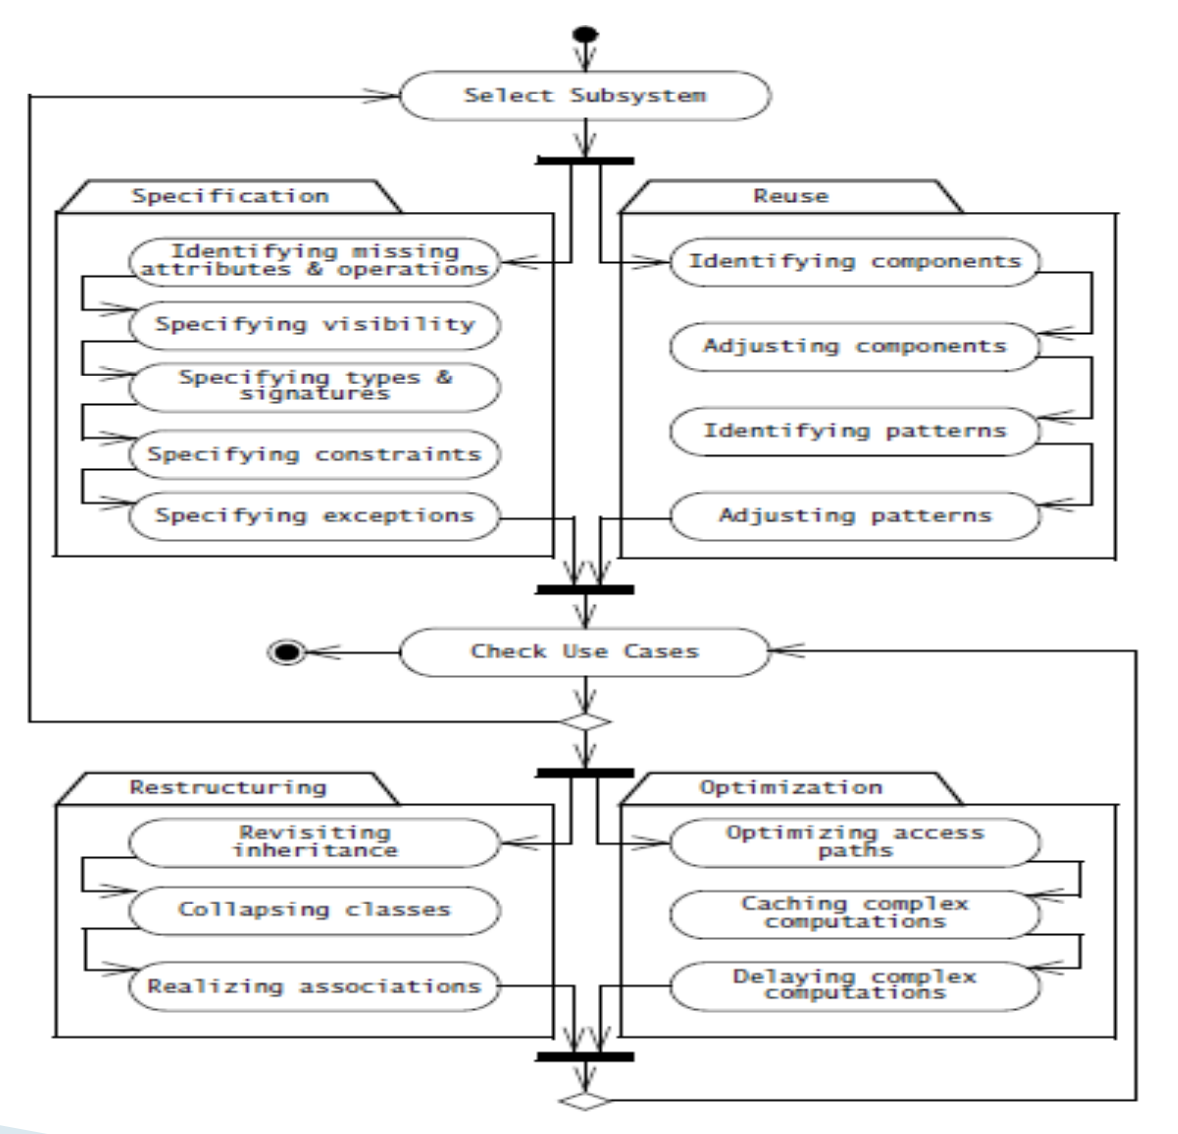 Select Subsystem
Specification
Identifying missing
attributes & operations
Specifying visibility
Specifying types &
signatures
Specifying constraints
Specifying exceptions
Reuse
Identifying components
Adjusting components
Identifying patterns
Adjusting patterns
Check Use Cases
Restructuring
Revisiting
inheritance
Collapsing classes
Realizing associations
Optimization
Optimizing access
paths
Caching complex
computations
Delaying complex
computations